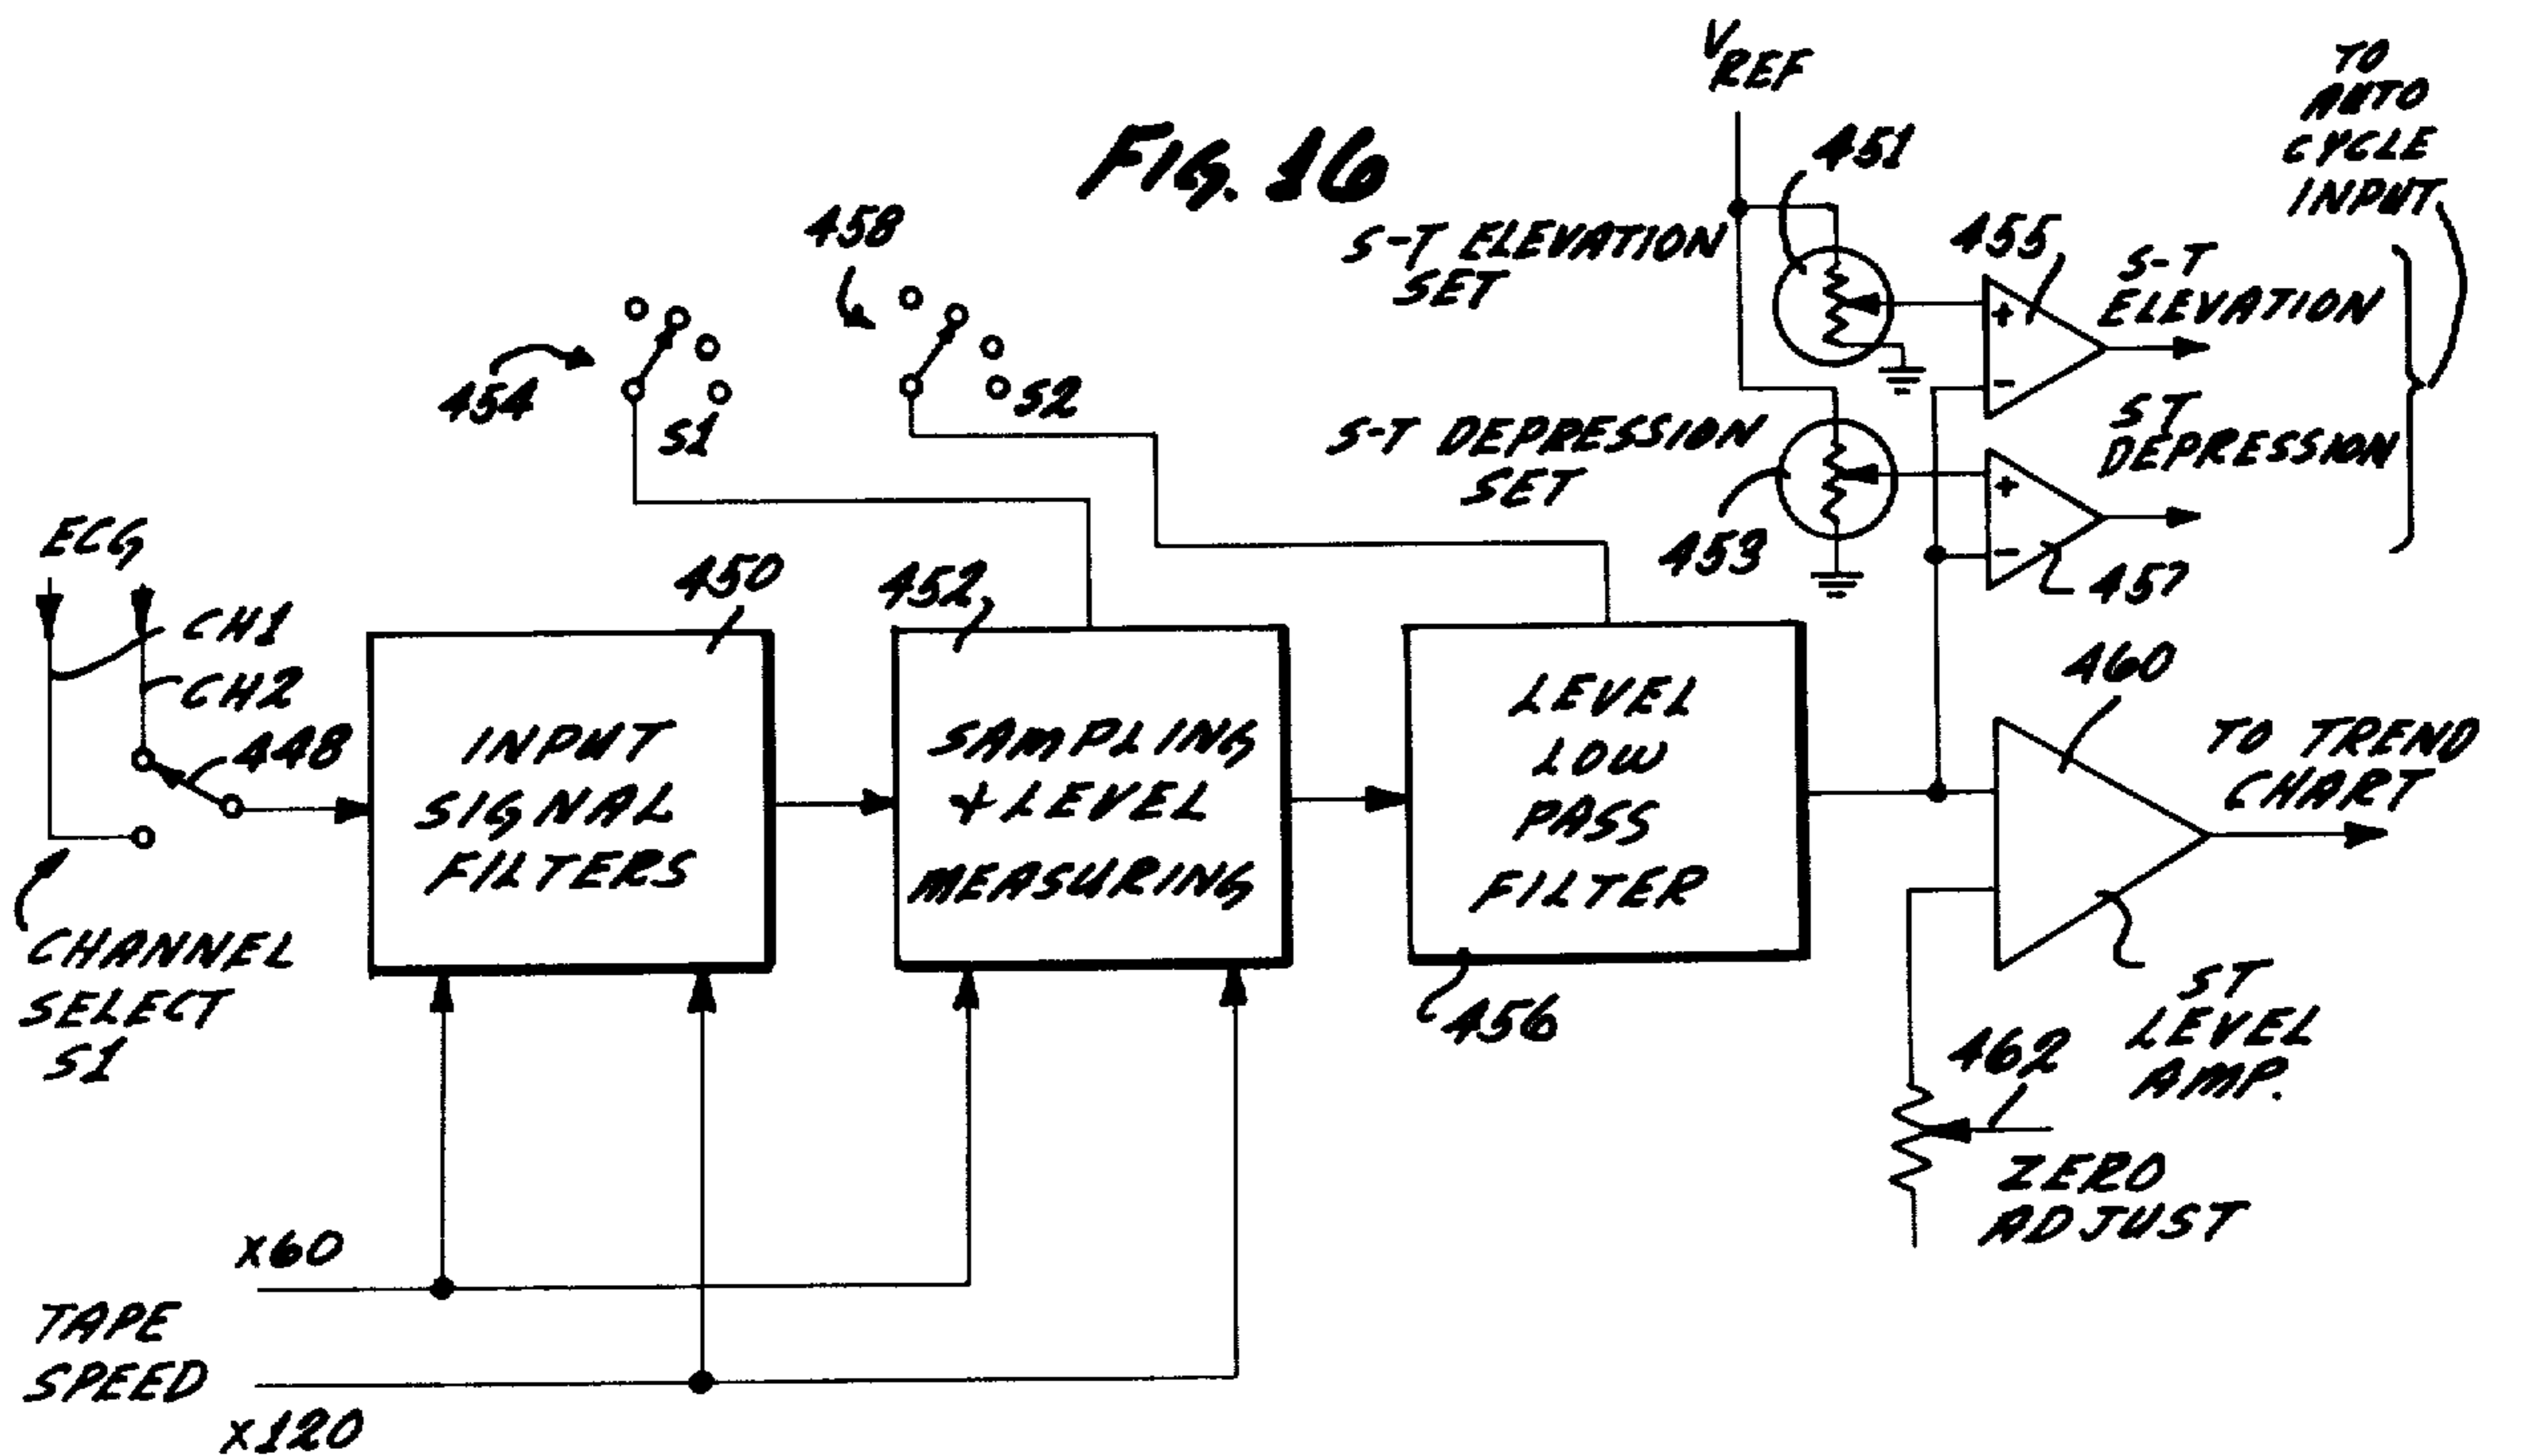 FIG. 16
VREF
451
S-T ELEVATION
SET
455
S-T
ELEVATION
TO
AUTO
CYCLE
INPUT
458
S2
454
S1
S-T DEPRESSION
SET
453
ST
DEPRESSION
457
ECG
CH1
CH2
448
CHANNEL
SELECT
S1
450
INPUT
SIGNAL
FILTERS
452
SAMPLING
+ LEVEL
MEASURING
LEVEL
LOW
PASS
FILTER
456
460
+
-
+
-
TO TREND
CHART
ST
LEVEL
AMP.
462
ZERO
ADJUST
X60
TAPE
SPEED
X120